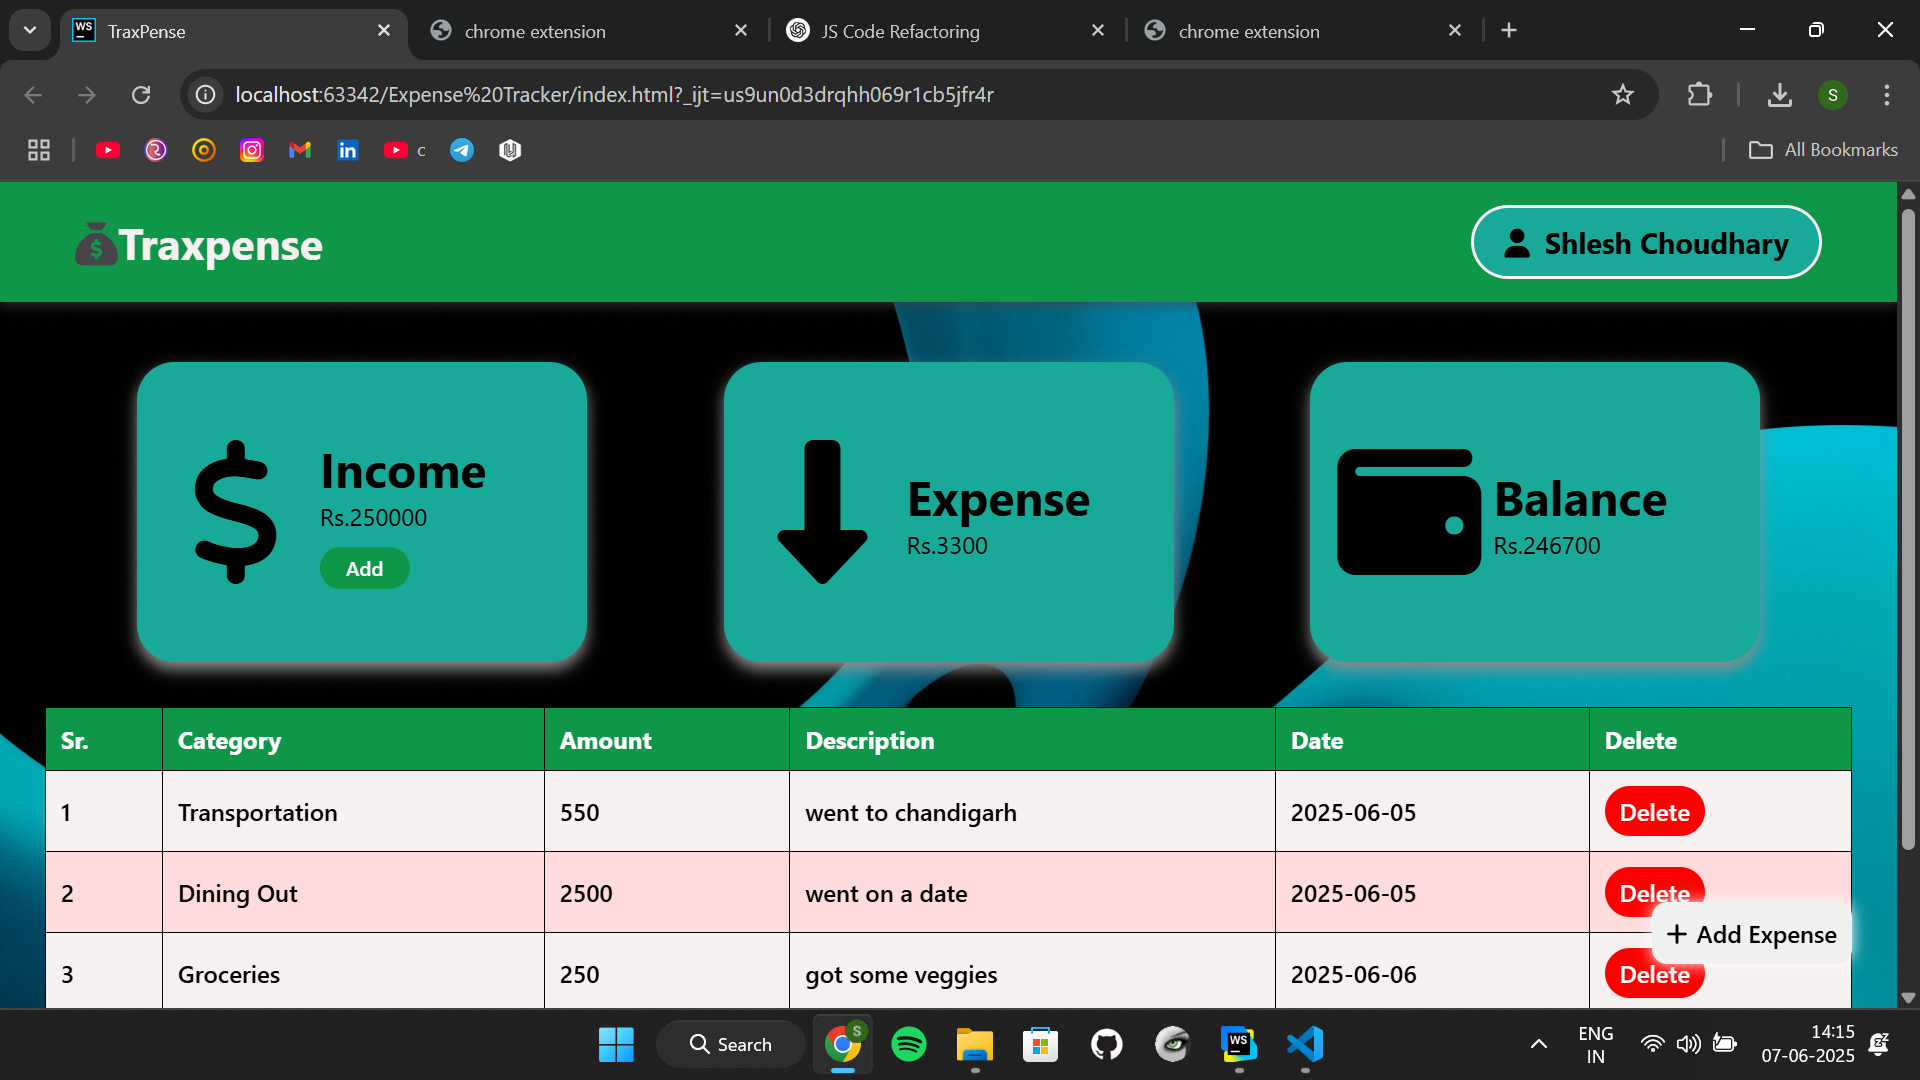 WS TraxPense
chrome extension
JS Code Refactoring
chrome extension
localhost:63342/Expense%20Tracker/index.html?_ijt=us9un0d3drqhh069r1cb5jfr4r
S
in
c
All Bookmarks
$ Traxpense
Shlesh Choudhary
$ Income
Rs.250000
Add
Expense
Rs.3300
Balance
Rs.246700
Sr. Category Amount Description Date Delete
1 Transportation 550 went to chandigarh 2025-06-05 Delete
2 Dining Out 2500 went on a date 2025-06-05 Delete
+ Add Expense
3 Groceries 250 got some veggies 2025-06-06 Delete
Search
S
WS
ENG
IN
14:15
07-06-2025